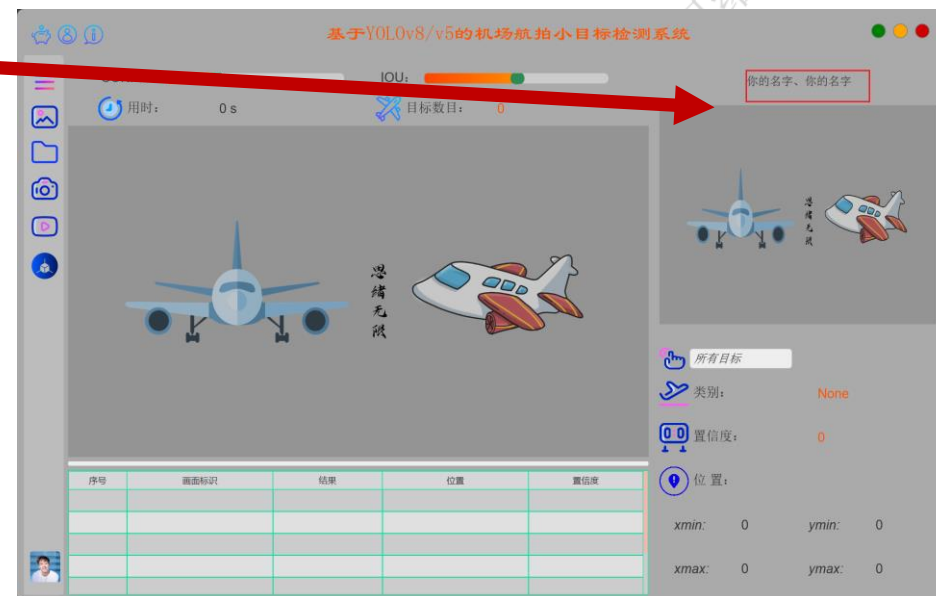 基于YOLOv8/v5的机场航拍小目标检测系统
IOU:
你的名字、你的名字
用时: 0 s
目标数目: 0
思绪无限
思绪无限
所有目标
类别: None
置信度: 0
位置:
序号 画面标识 结果 位置 置信度
xmin: 0 ymin: 0
xmax: 0 ymax: 0